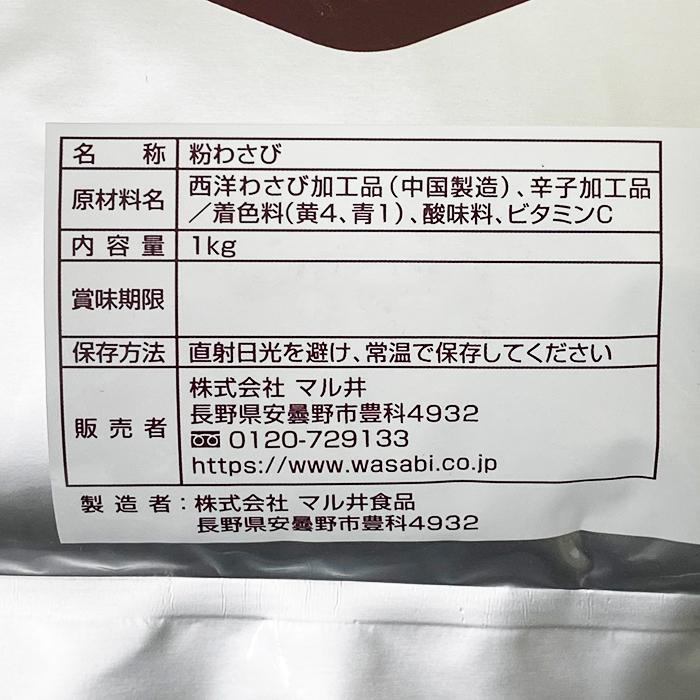 名称 粉わさび
原材料名 西洋わさび加工品(中国製造)、辛子加工品
/着色料(黄4、青1)、酸味料、ビタミンC
内容量 1kg
賞味期限
保存方法 直射日光を避け、常温で保存してください
販売者 株式会社 マル井
長野県安曇野市豊科4932
0120-729133
https://www.wasabi.co.jp
製造者：株式会社 マル井食品
長野県安曇野市豊科4932